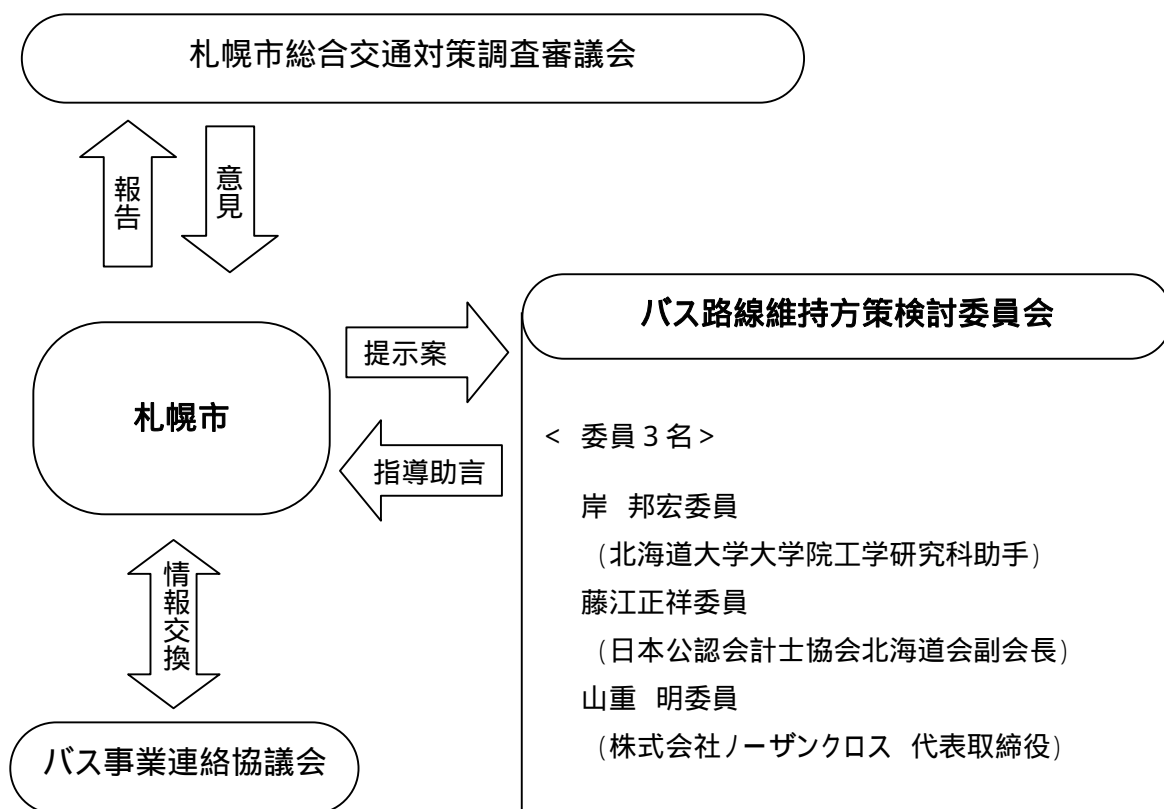 札幌市総合交通対策調査審議会
報告
意見
バス路線維持方策検討委員会
提示案
札幌市
< 委員3名>
指導助言
岸 邦宏委員
(北海道大学大学院工学研究科助手)
情報交換
藤江正祥委員
(日本公認会計士協会北海道会副会長)
山重 明委員
(株式会社ノーザンクロス 代表取締役)
バス事業連絡協議会